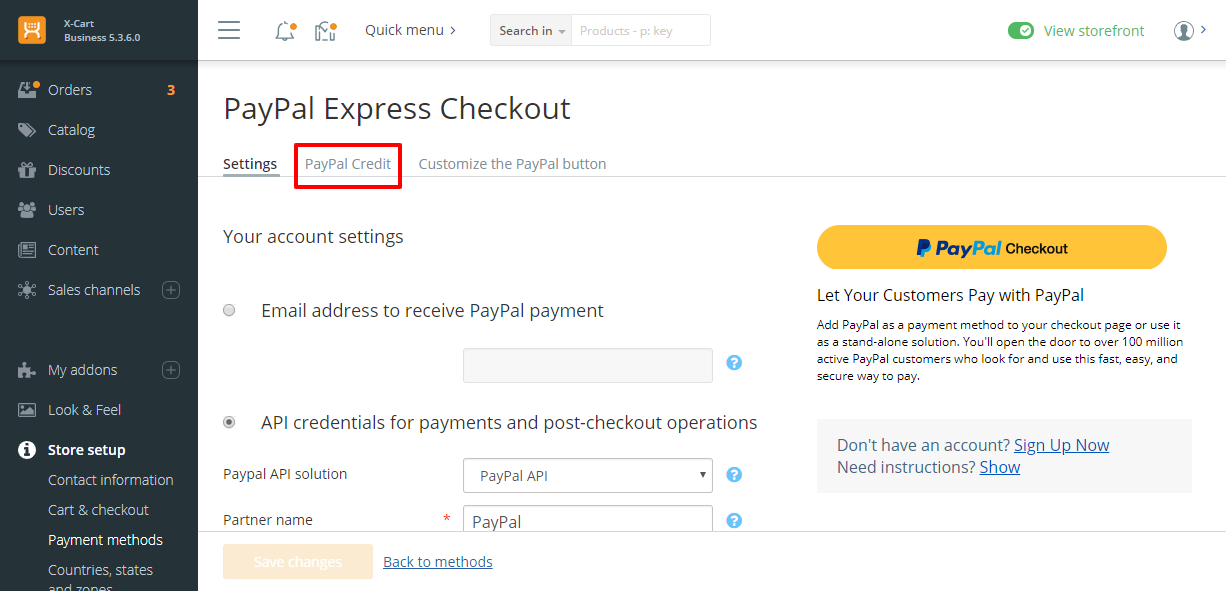 X-Cart
Business 5.3.6.0
Quick menu
Search in
Products - p: key
View storefront
Orders 3
Catalog
Discounts
Users
Content
Sales channels
My addons
Look & Feel
Store setup
Contact information
Cart & checkout
Payment methods
Countries, states
and zones
PayPal Express Checkout
Settings
PayPal Credit
Customize the PayPal button
Your account settings
Email address to receive PayPal payment
?
API credentials for payments and post-checkout operations
Paypal API solution
PayPal API
?
Partner name *
PayPal
?
Save changes
Back to methods
PayPal Checkout
Let Your Customers Pay with PayPal
Add PayPal as a payment method to your checkout page or use it
as a stand-alone solution. You'll open the door to over 100 million
active PayPal customers who look for and use this fast, easy, and
secure way to pay.
Don't have an account? Sign Up Now
Need instructions? Show